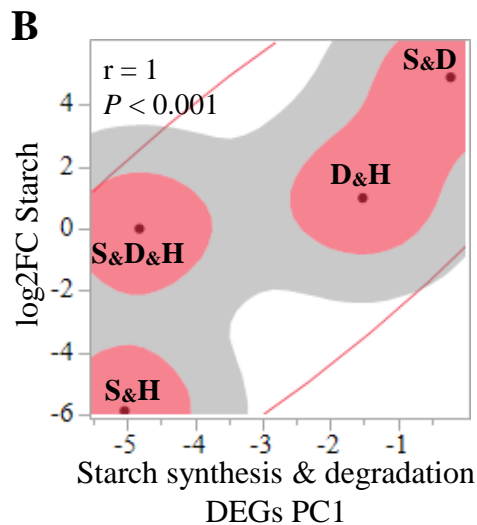 B
r = 1
P < 0.001
S&D
D&H
S&D&H
S&H
log2FC Starch
4
2
0
-2
-4
-6
-5 -4 -3 -2 -1
Starch synthesis & degradation
DEGs PC1